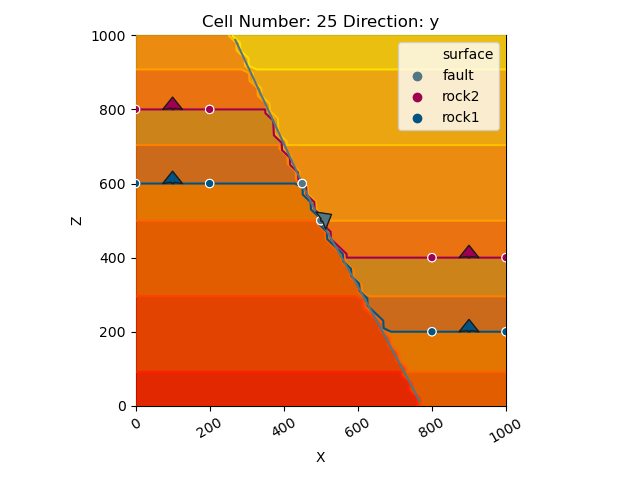 Cell Number: 25 Direction: y
1000
800
600
400
200
0
Z
surface
fault
rock2
rock1
0 200 400 600 800 1000
X